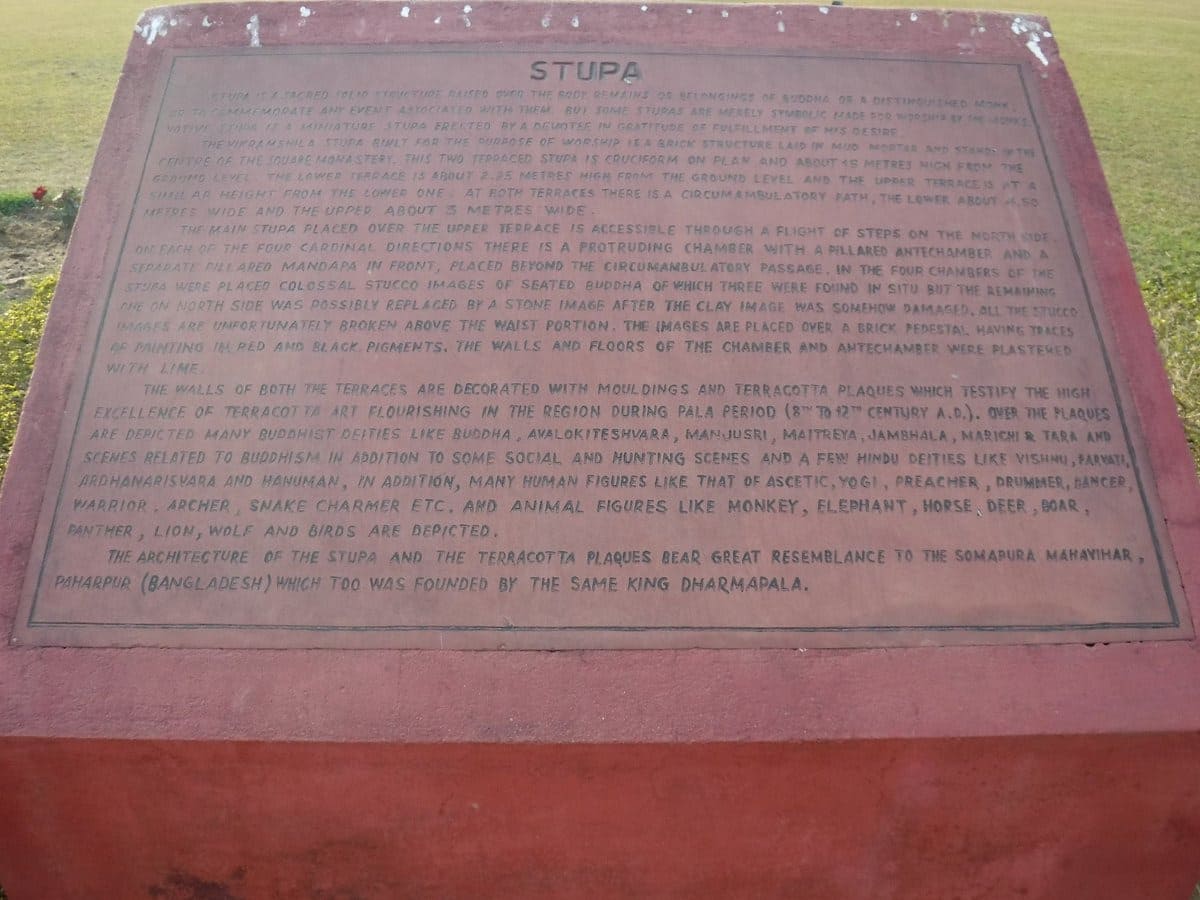 STUPA
STUPA IS A SACRED SOLID STRUCTURE RAISED OVER THE BODY REMAINS OR BELONGINGS OF BUDDHA OR A DISTINGUISHED MONK
OR TO COMMEMORATE ANY EVENT ASSOCIATED WITH THEM. BUT SOME STUPAS ARE MERELY SYMBOLIC MADE FOR WORSHIP BY THE MONKS.
VOTIVE STUPA IS A MINIATURE STUPA ERECTED BY A DEVOTEE IN GRATITUDE OF FULFILLMENT OF HIS DESIRE.
THE VIKRAMSHILA STUPA BUILT FOR THE PURPOSE OF WORSHIP IS A BRICK STRUCTURE LAID IN MUD MORTAR AND STANDS IN THE
CENTRE OF THE SQUARE MONASTERY. THIS TWO TERRACED STUPA IS CRUCIFORM ON PLAN AND ABOUT 15 METRES HIGH FROM THE
GROUND LEVEL. THE LOWER TERRACE IS ABOUT 2.25 METRES HIGH FROM THE GROUND LEVEL AND THE UPPER TERRACE IS AT A
SIMILAR HEIGHT FROM THE LOWER ONE. AT BOTH TERRACES THERE IS A CIRCUMAMBULATORY PATH, THE LOWER ABOUT 4.50
METRES WIDE AND THE UPPER ABOUT 3 METRES WIDE.
THE MAIN STUPA PLACED OVER THE UPPER TERRACE IS ACCESSIBLE THROUGH A FLIGHT OF STEPS ON THE NORTH SIDE.
ON EACH OF THE FOUR CARDINAL DIRECTIONS THERE IS A PROTRUDING CHAMBER WITH A PILLARED ANTECHAMBER AND A
SEPARATE PILLARED MANDAPA IN FRONT, PLACED BEYOND THE CIRCUMAMBULATORY PASSAGE. IN THE FOUR CHAMBERS OF THE
STUPA WERE PLACED COLOSSAL STUCCO IMAGES OF SEATED BUDDHA OF WHICH THREE WERE FOUND IN SITU BUT THE REMAINING
ONE ON NORTH SIDE WAS POSSIBLY REPLACED BY A STONE IMAGE AFTER THE CLAY IMAGE WAS SOMEHOW DAMAGED. ALL THE STUCCO
IMAGES ARE UNFORTUNATELY BROKEN ABOVE THE WAIST PORTION. THE IMAGES ARE PLACED OVER A BRICK PEDESTAL HAVING TRACES
OF PAINTING IN RED AND BLACK PIGMENTS. THE WALLS AND FLOORS OF THE CHAMBER AND ANTECHAMBER WERE PLASTERED
WITH LIME.
THE WALLS OF BOTH THE TERRACES ARE DECORATED WITH MOULDINGS AND TERRACOTTA PLAQUES WHICH TESTIFY THE HIGH
EXCELLENCE OF TERRACOTTA ART FLOURISHING IN THE REGION DURING PALA PERIOD (8TH TO 12TH CENTURY A.D.). OVER THE PLAQUES
ARE DEPICTED MANY BUDDHIST DEITIES LIKE BUDDHA, AVALOKITESHVARA, MANJUSRI, MAITREYA, JAMBHALA, MARICHI & TARA AND
SCENES RELATED TO BUDDHISM IN ADDITION TO SOME SOCIAL AND HUNTING SCENES AND A FEW HINDU DEITIES LIKE VISHNU, PARVATI,
ARDHANARISVARA AND HANUMAN, IN ADDITION, MANY HUMAN FIGURES LIKE THAT OF ASCETIC, YOGI, PREACHER, DRUMMER, DANCER,
WARRIOR. ARCHER, SNAKE CHARMER ETC. AND ANIMAL FIGURES LIKE MONKEY, ELEPHANT, HORSE, DEER, BOAR,
PANTHER, LION, WOLF AND BIRDS ARE DEPICTED.
THE ARCHITECTURE OF THE STUPA AND THE TERRACOTTA PLAQUES BEAR GREAT RESEMBLANCE TO THE SOMAPURA MAHAVIHAR,
PAHARPUR (BANGLADESH) WHICH TOO WAS FOUNDED BY THE SAME KING DHARMAPALA.